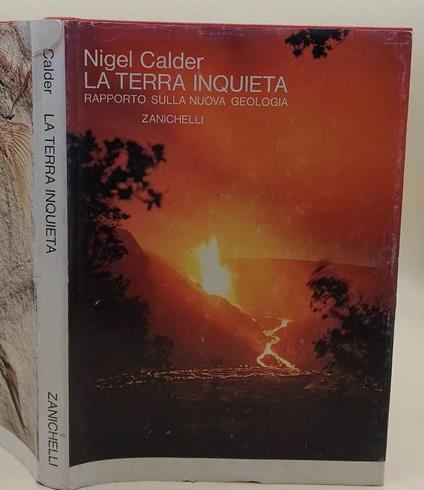 Nigel Calder
LA TERRA INQUIETA
RAPPORTO SULLA NUOVA GEOLOGIA
ZANICHELLI
Calder LA TERRA INQUIETA ZANICHELLI